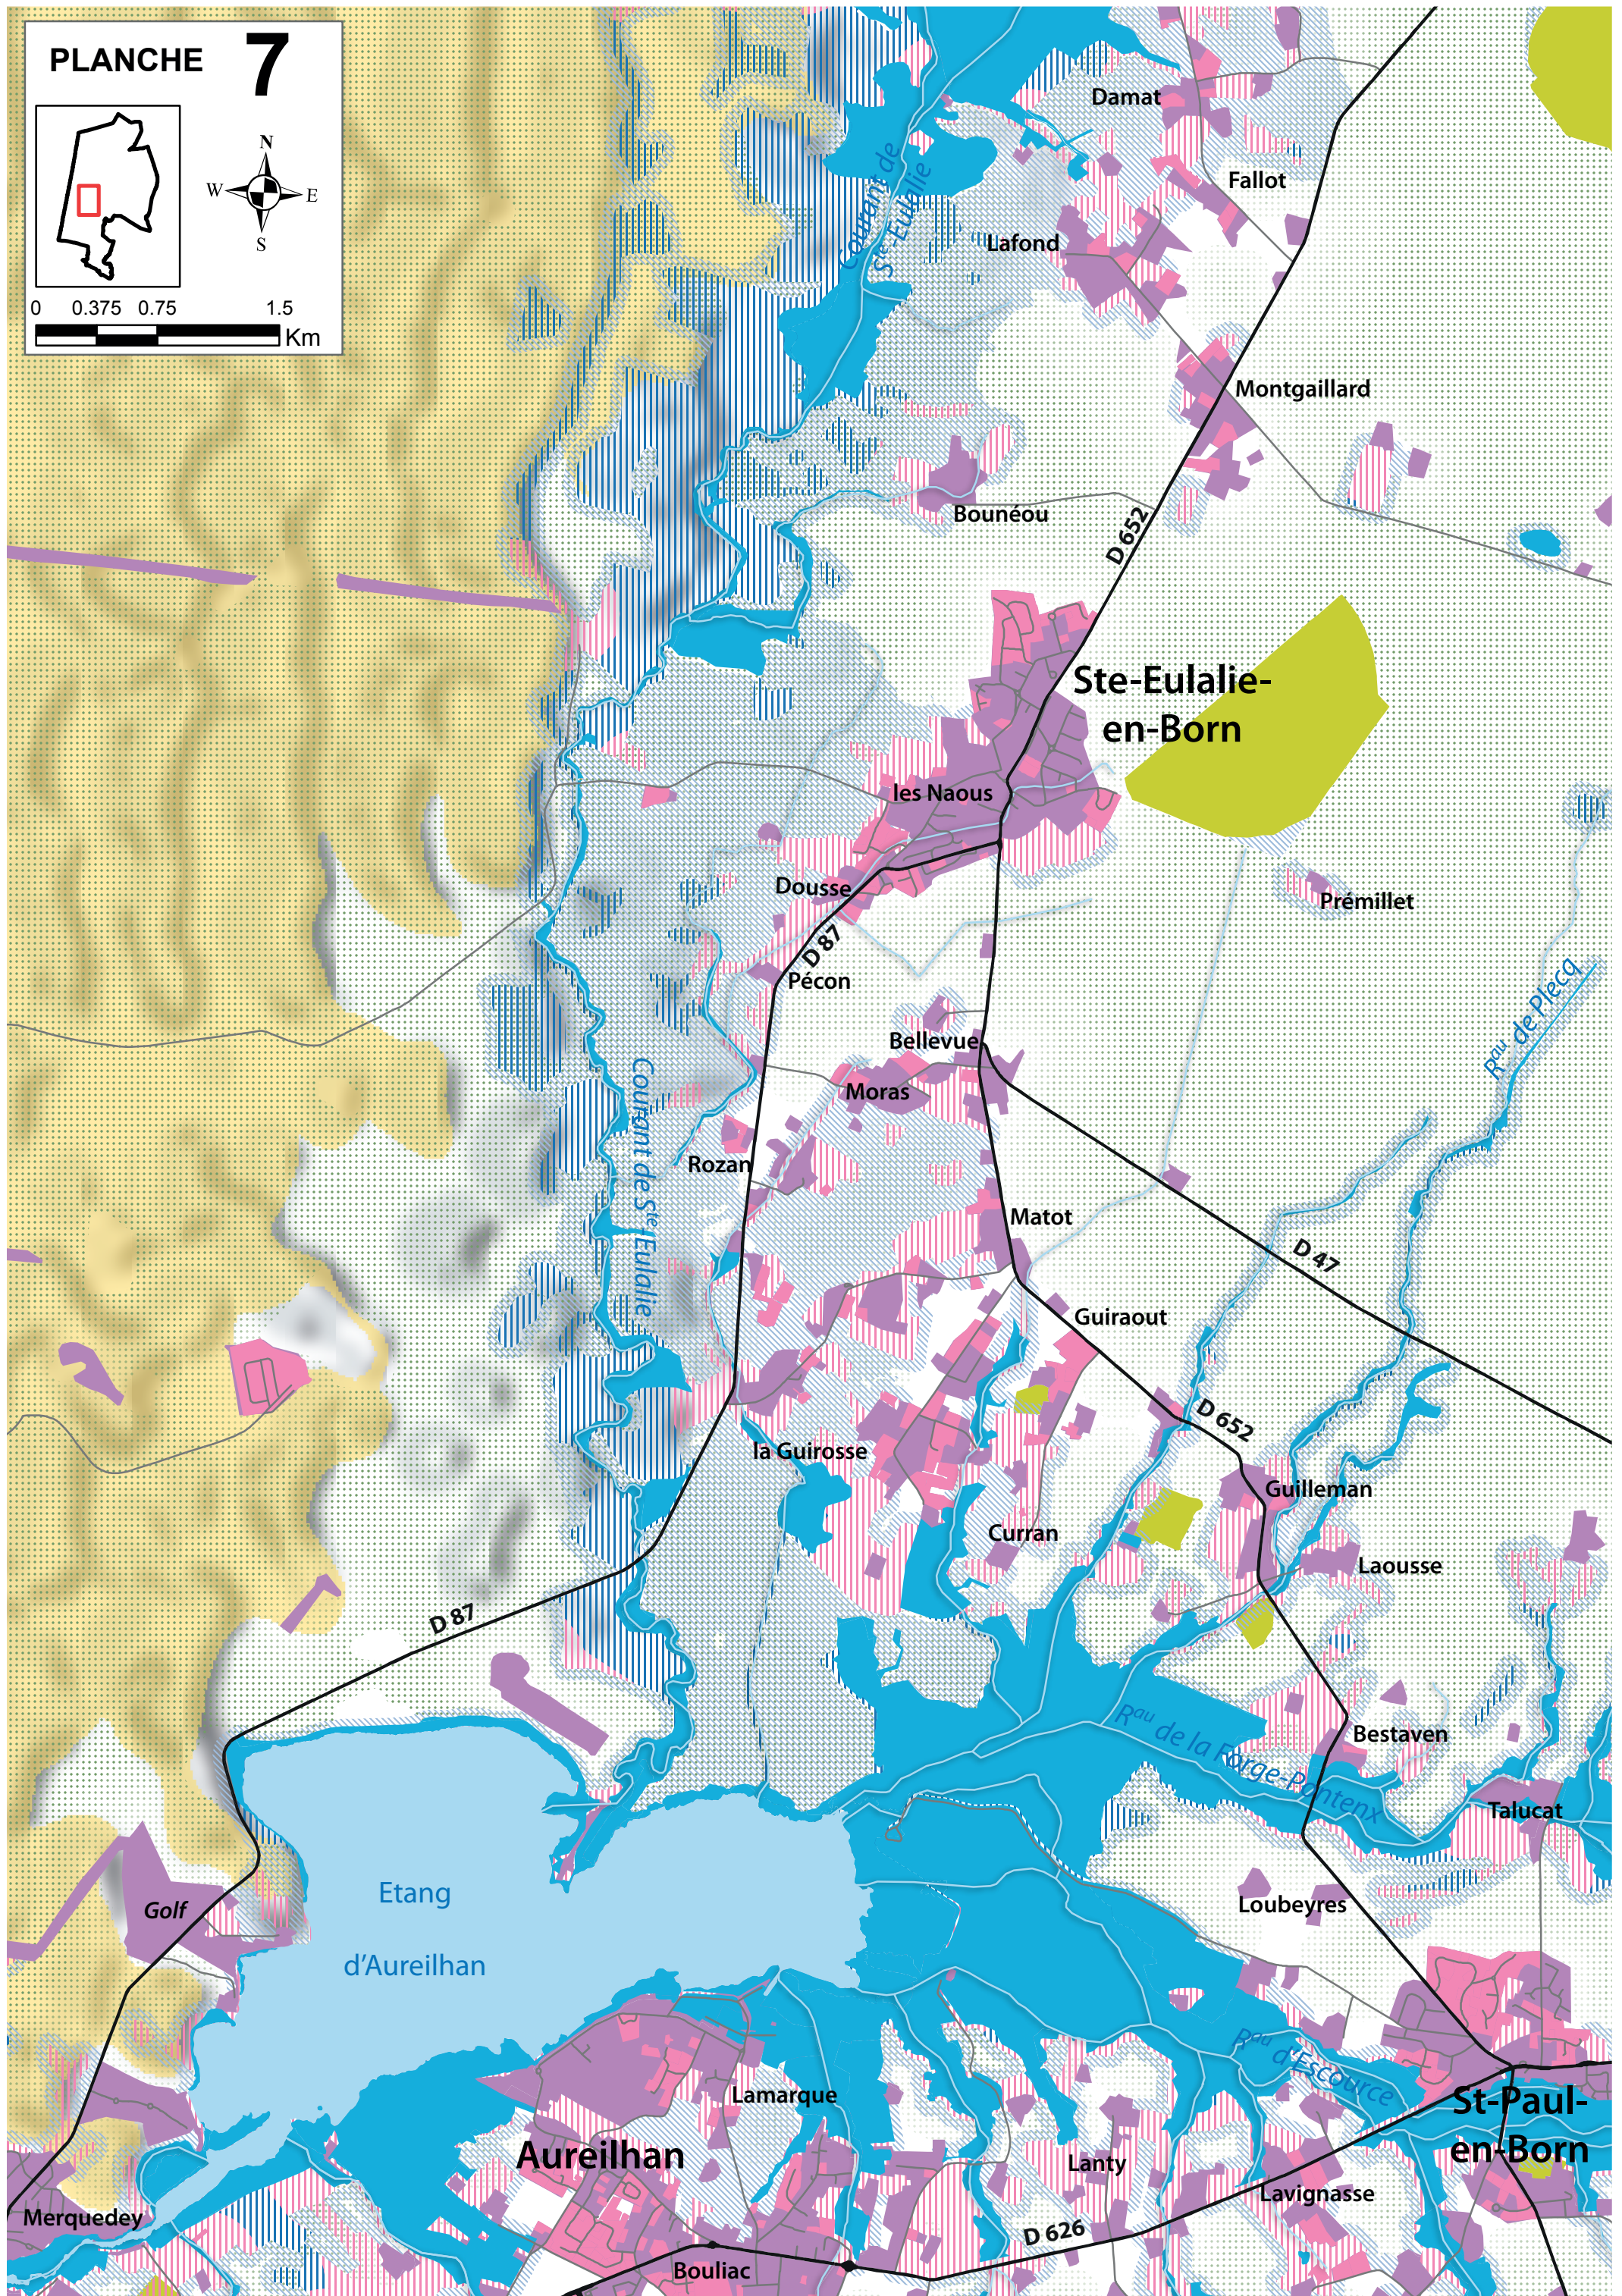 PLANCHE 7
N
W E
S
0 0.375 0.75 1.5
Km
Damat
Fallot
Courant de
Ste-Eulalie
Lafond
Montgaillard
Bounéou
D 652
Ste-Eulalie-
en-Born
les Naous
Dousse
Prémillet
D 87
Pécon
Rau de Plecq
Bellevue
Moras
Courant de Ste-Eulalie
Rozan
Matot
D 47
Guiraout
D 652
la Guirosse
Guilleman
Curran
Laousse
D 87
Rau de la Forge-Pontenx
Bestaven
Talucat
Etang
d'Aureilhan
Golf
Loubeyres
Rau d'Escource
Lamarque
St-Paul-
en-Born
Aureilhan
Lanty
Lavignasse
Merquedey
D 626
Bouliac